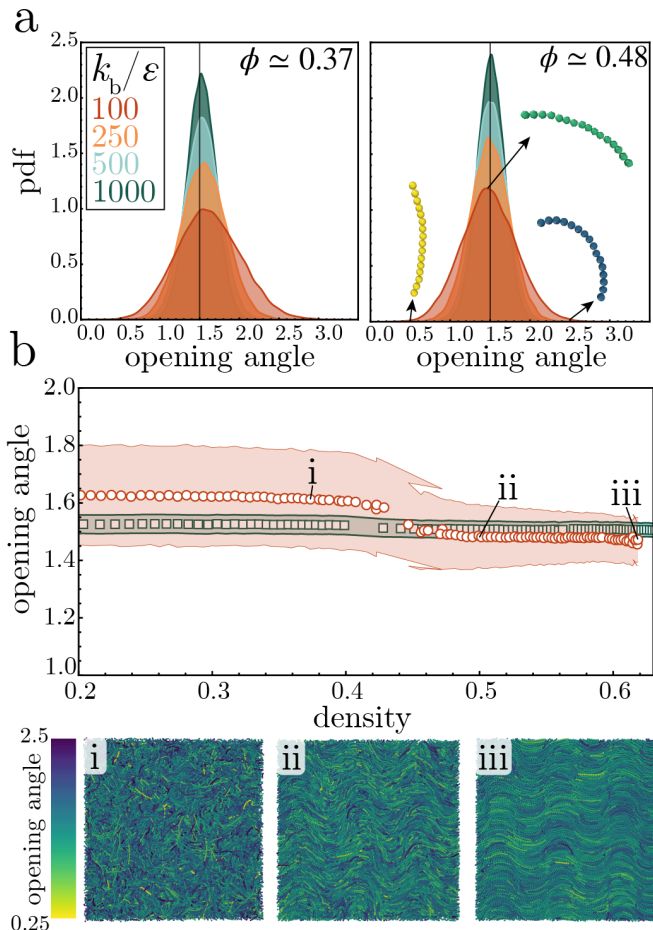 a
k_b/ε
100
250
500
1000
ϕ ≃ 0.37
ϕ ≃ 0.48
pdf
2.5
2.0
1.5
1.0
0.5
0.0
0.0 0.5 1.0 1.5 2.0 2.5 3.0
0.0 0.5 1.0 1.5 2.0 2.5 3.0
opening angle
opening angle
b
opening angle
2.0
1.8
1.6
1.4
1.2
1.0
i
ii
iii
0.2 0.3 0.4 0.5 0.6
density
2.5
opening angle
0.25
i
ii
iii